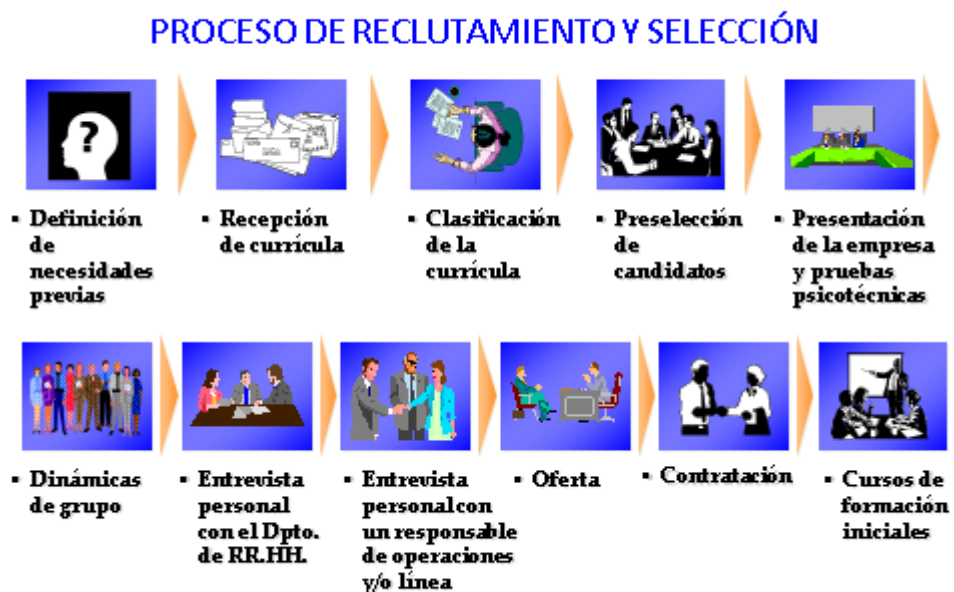 PROCESO DE RECLUTAMIENTO Y SELECCIÓN
▪ Definición
de
necesidades
previas
▪ Recepción
de currícula
▪ Clasificación
de la
currícula
▪ Preselección
de
candidatos
▪ Presentación
de la empresa
y pruebas
psicotécnicas
▪ Dinámicas
de grupo
▪ Entrevista
personal
con el Dpto.
de RR.HH.
▪ Entrevista
personal con
un responsable
de operaciones
y/o línea
▪ Oferta
▪ Contratación
▪ Cursos de
formación
iniciales
?